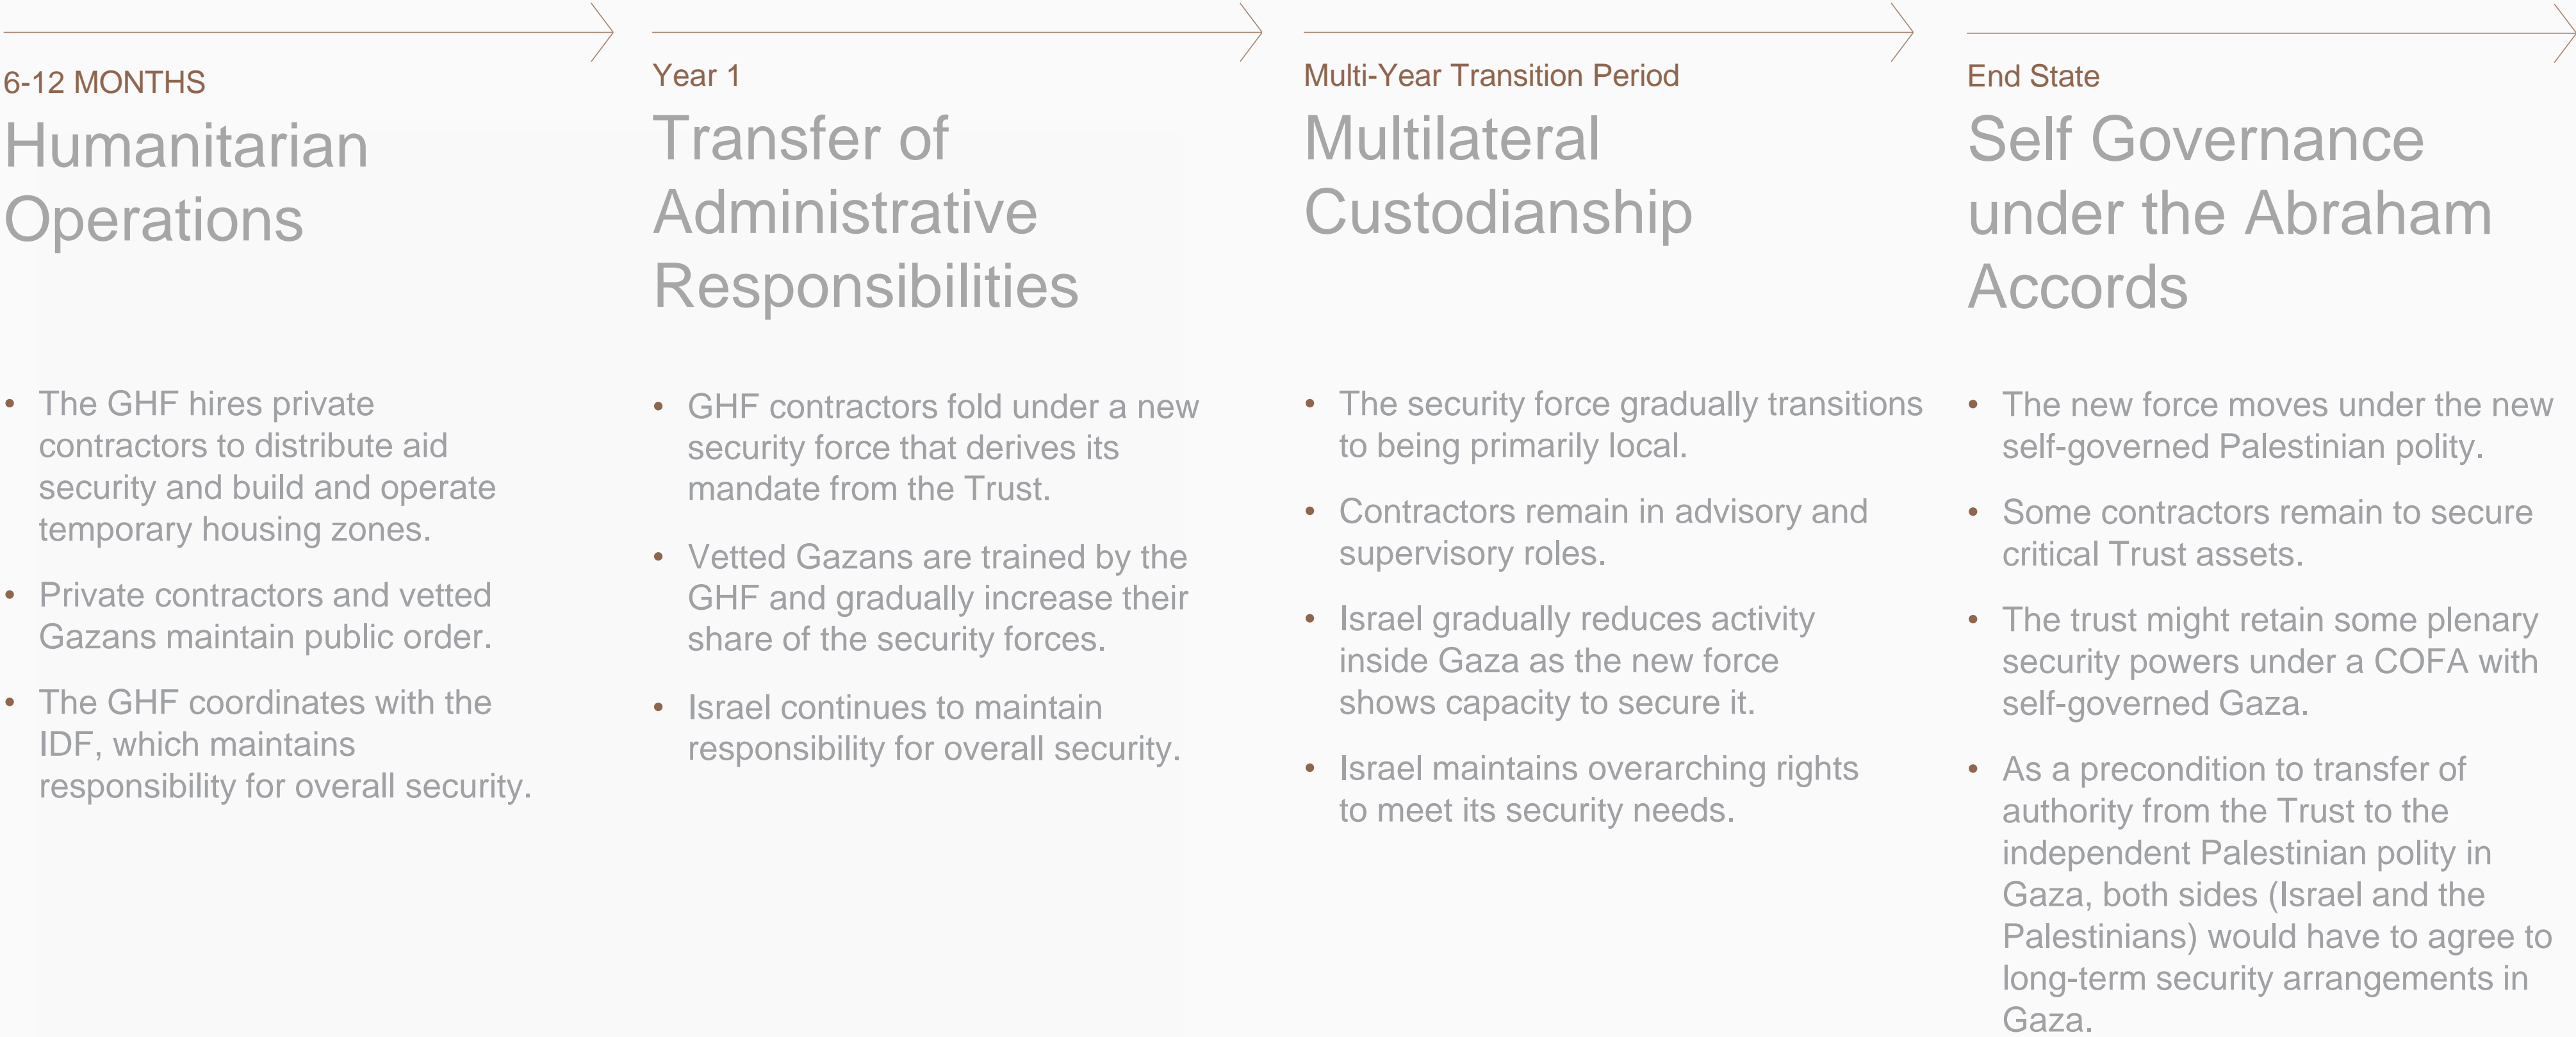 6-12 MONTHS
Humanitarian
Operations
• The GHF hires private
contractors to distribute aid
security and build and operate
temporary housing zones.
• Private contractors and vetted
Gazans maintain public order.
• The GHF coordinates with the
IDF, which maintains
responsibility for overall security.
Year 1
Transfer of
Administrative
Responsibilities
• GHF contractors fold under a new
security force that derives its
mandate from the Trust.
• Vetted Gazans are trained by the
GHF and gradually increase their
share of the security forces.
• Israel continues to maintain
responsibility for overall security.
Multi-Year Transition Period
Multilateral
Custodianship
• The security force gradually transitions
to being primarily local.
• Contractors remain in advisory and
supervisory roles.
• Israel gradually reduces activity
inside Gaza as the new force
shows capacity to secure it.
• Israel maintains overarching rights
to meet its security needs.
End State
Self Governance
under the Abraham
Accords
• The new force moves under the new
self-governed Palestinian polity.
• Some contractors remain to secure
critical Trust assets.
• The trust might retain some plenary
security powers under a COFA with
self-governed Gaza.
• As a precondition to transfer of
authority from the Trust to the
independent Palestinian polity in
Gaza, both sides (Israel and the
Palestinians) would have to agree to
long-term security arrangements in
Gaza.